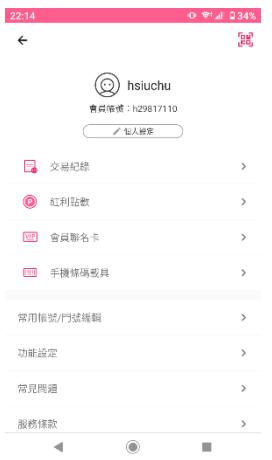 22:14
34%
hsiuchu
會員帳號：h29817110
個人設定
交易紀錄
紅利點數
VIP 會員聯名卡
手機條碼載具
常用帳號/門號編輯
功能設定
常見問題
服務條款